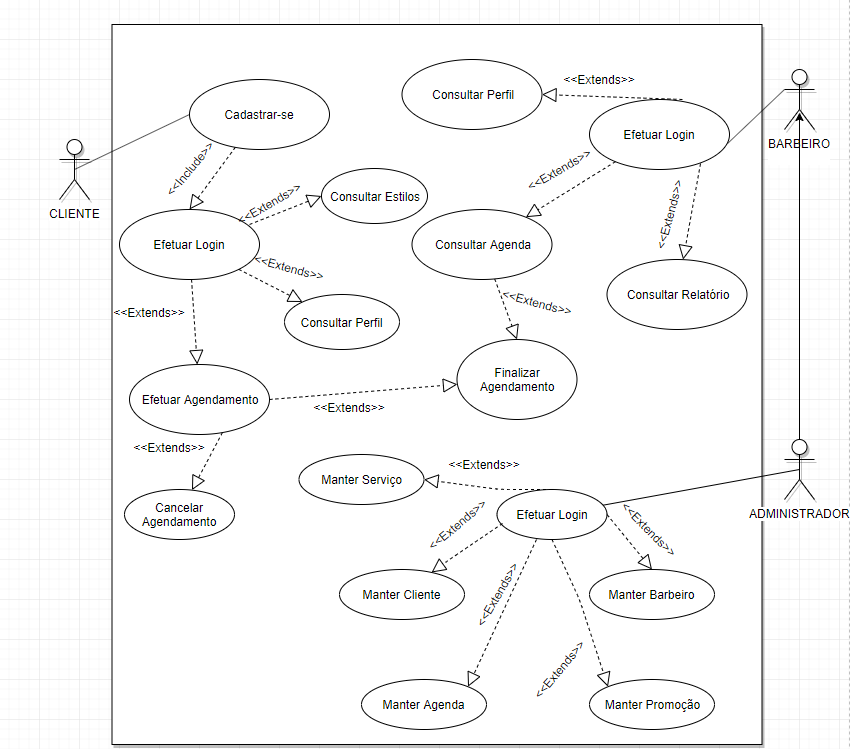 <<Extends>>
Consultar Perfil
Cadastrar-se
Efetuar Login
BARBEIRO
<<Include>>
<<Extends>>
CLIENTE
<<Extends>>
Consultar Estilos
<<Extends>>
Efetuar Login
Consultar Agenda
<<Extends>>
Consultar Relatório
<<Extends>>
<<Extends>>
Consultar Perfil
Finalizar
Agendamento
Efetuar Agendamento
<<Extends>>
<<Extends>>
<<Extends>>
Manter Serviço
Cancelar
Agendamento
Efetuar Login
ADMINISTRADOR
<<Extends>>
<<Extends>>
Manter Cliente
<<Extends>>
Manter Barbeiro
<<Extends>>
Manter Agenda
Manter Promoção